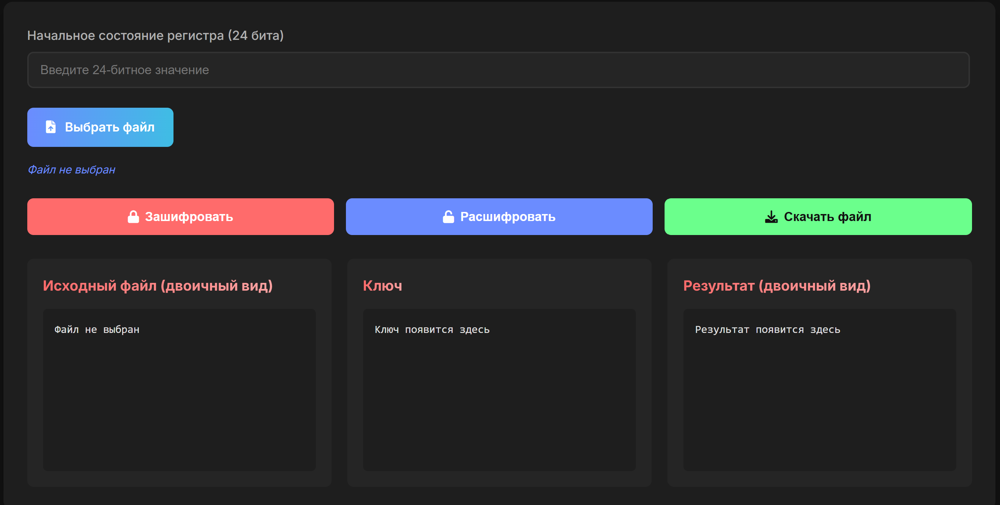 Начальное состояние регистра (24 бита)
Введите 24-битное значение
Выбрать файл
Файл не выбран
Зашифровать
Расшифровать
Скачать файл
Исходный файл (двоичный вид)
Файл не выбран
Ключ
Ключ появится здесь
Результат (двоичный вид)
Результат появится здесь